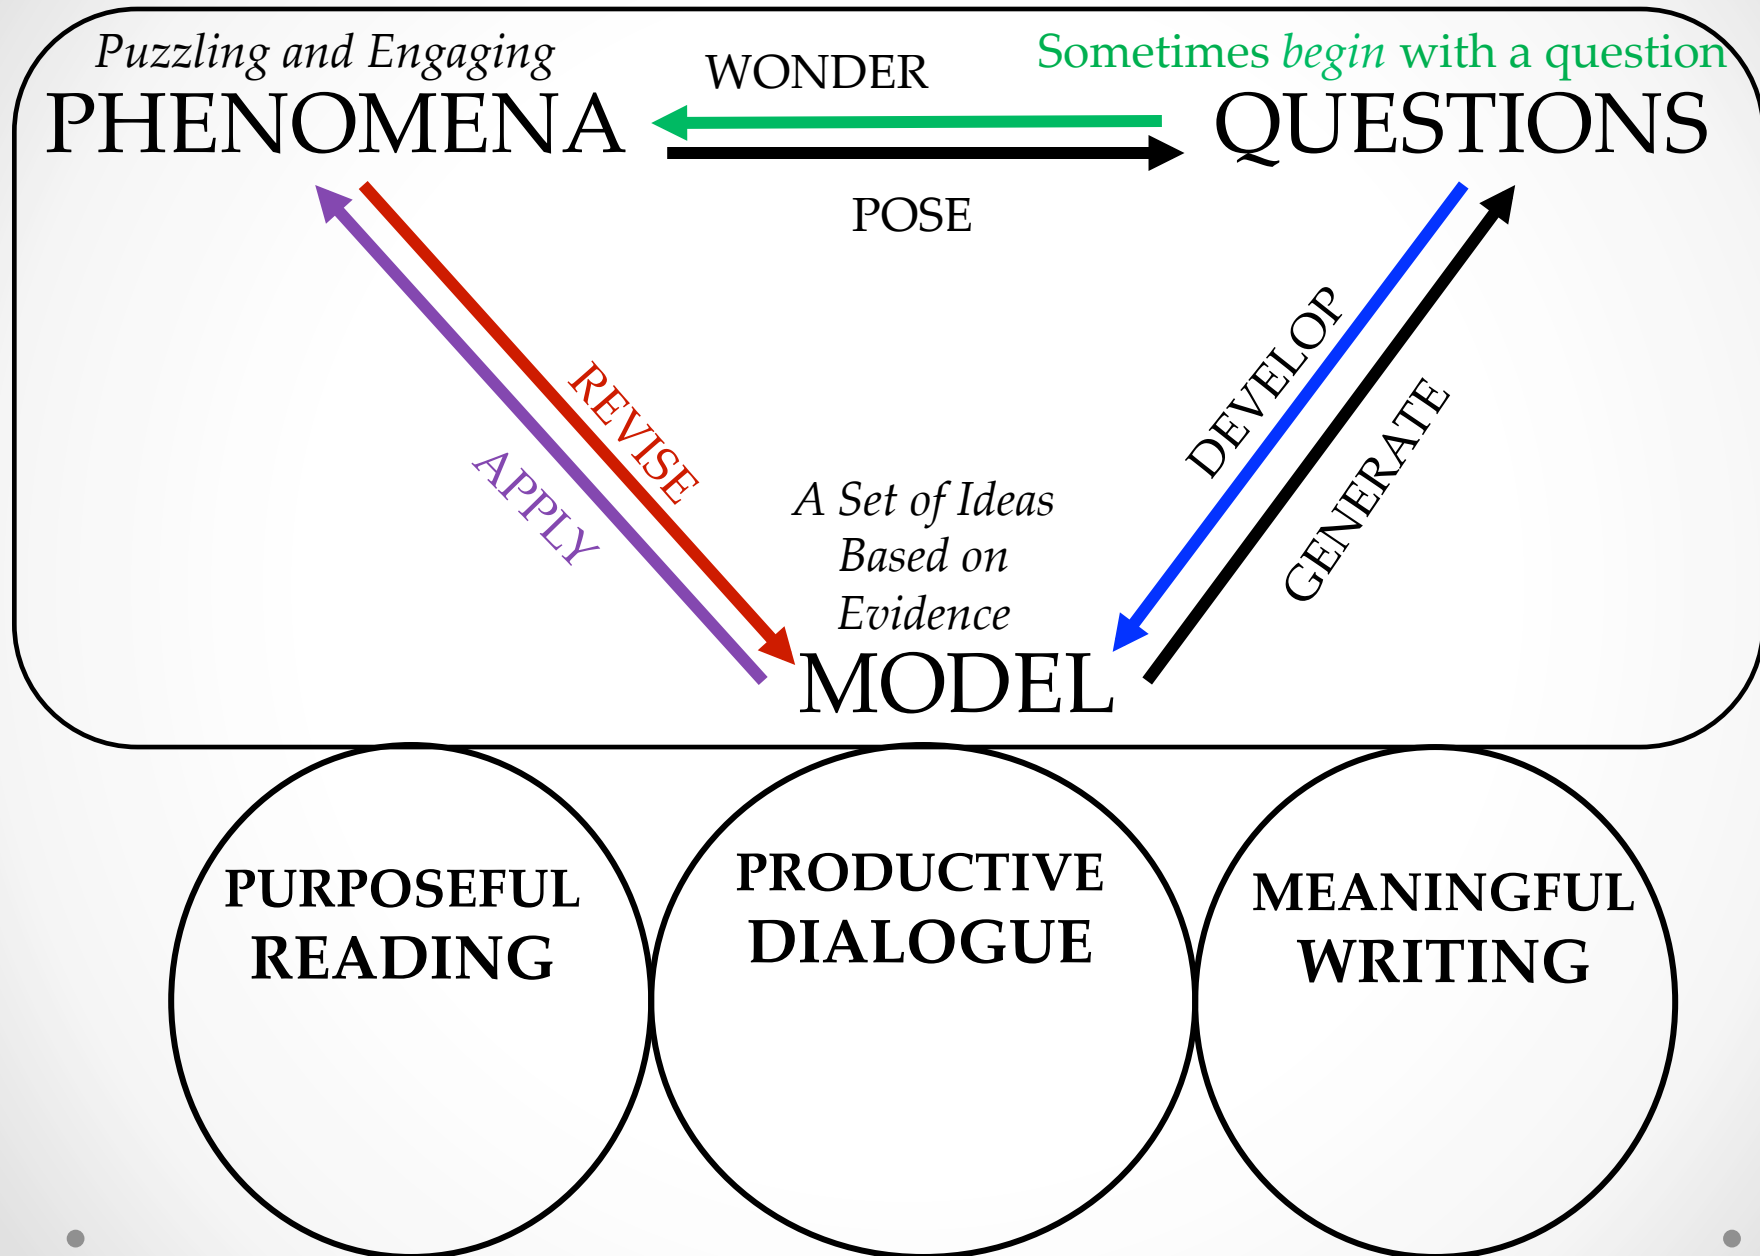 Puzzling and Engaging
PHENOMENA
WONDER
POSE
Sometimes begin with a question
QUESTIONS
REVISE
APPLY
DEVELOP
GENERATE
A Set of Ideas
Based on
Evidence
MODEL
PURPOSEFUL
READING
PRODUCTIVE
DIALOGUE
MEANINGFUL
WRITING